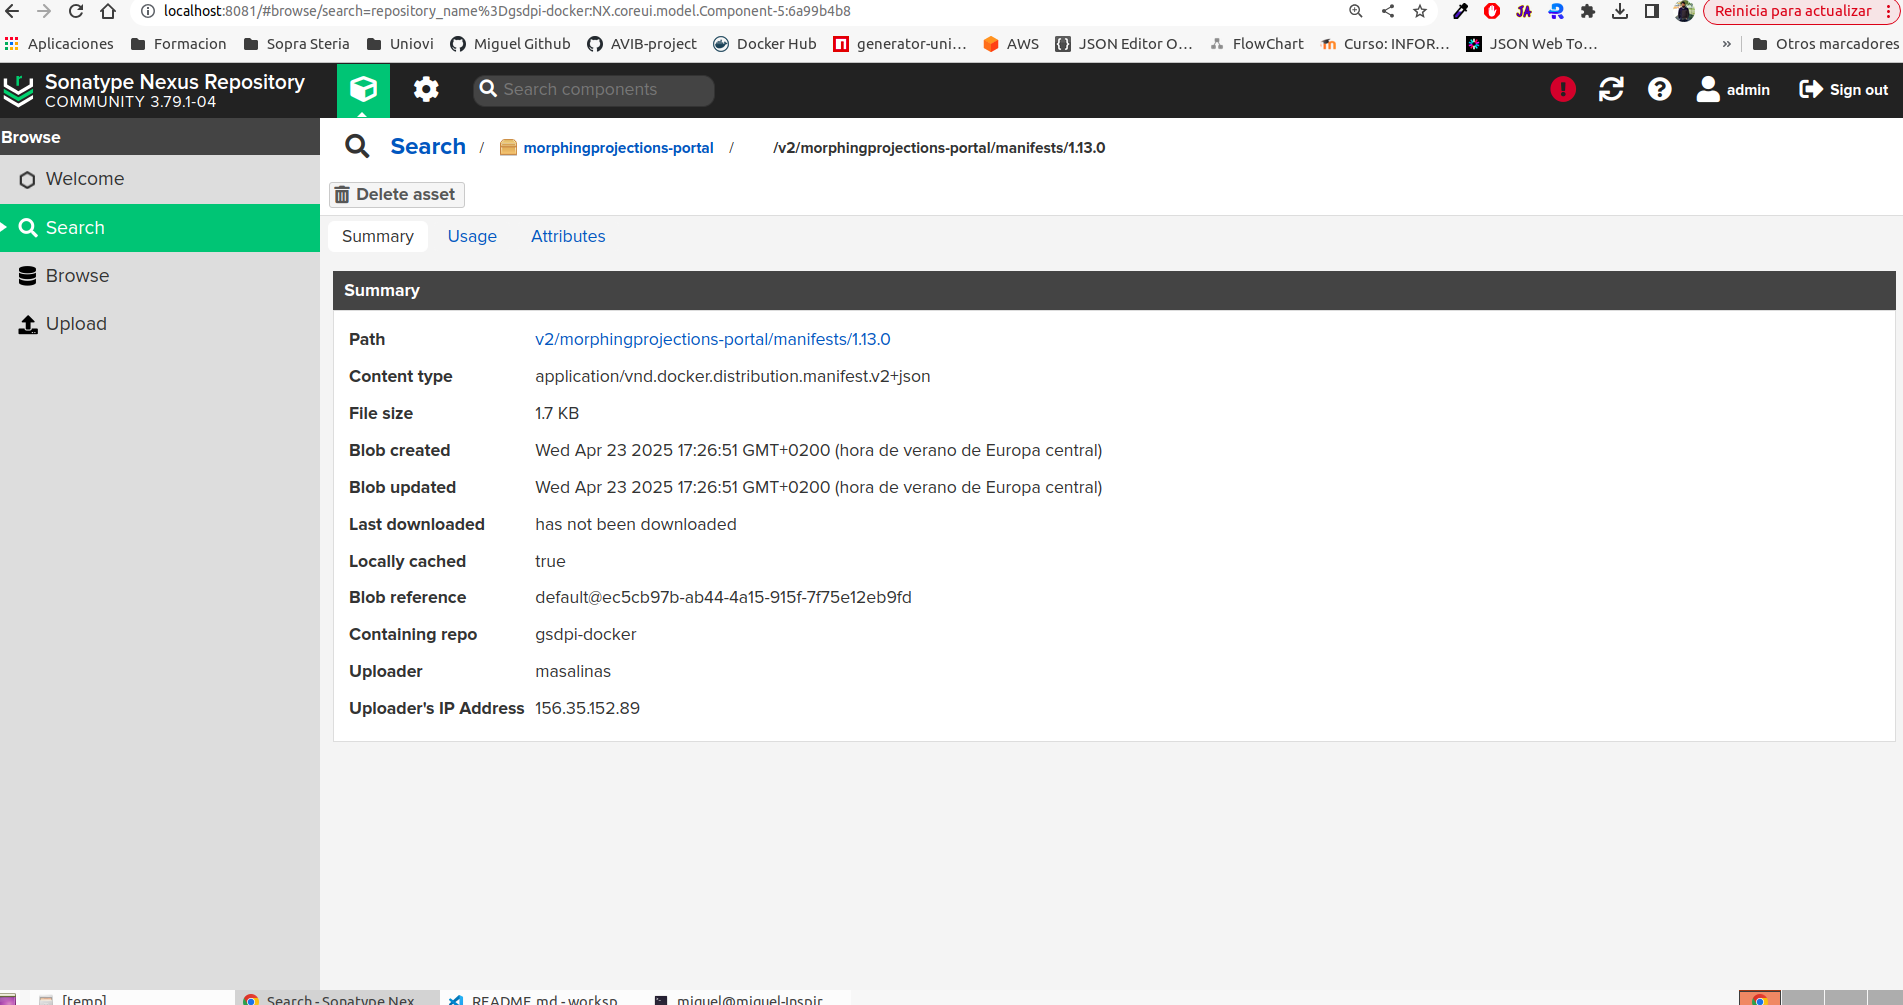 localhost:8081/#browse/search=repository_name%3Dgsdpi-docker:NX.coreui.model.Component-5:6a99b4b8
Reinicia para actualizar
Aplicaciones Formacion Sopra Steria Uniovi Miguel Github AVIB-project Docker Hub generator-uni... AWS JSON Editor O... FlowChart Curso: INFOR... JSON Web To... » Otros marcadores
Sonatype Nexus Repository
COMMUNITY 3.79.1-04
Search components
admin
Sign out
Browse
Welcome
Search
Browse
Upload
Search / morphingprojections-portal / /v2/morphingprojections-portal/manifests/1.13.0
Delete asset
Summary Usage Attributes
Summary
Path v2/morphingprojections-portal/manifests/1.13.0
Content type application/vnd.docker.distribution.manifest.v2+json
File size 1.7 KB
Blob created Wed Apr 23 2025 17:26:51 GMT+0200 (hora de verano de Europa central)
Blob updated Wed Apr 23 2025 17:26:51 GMT+0200 (hora de verano de Europa central)
Last downloaded has not been downloaded
Locally cached true
Blob reference default@ec5cb97b-ab44-4a15-915f-7f75e12eb9fd
Containing repo gsdpi-docker
Uploader masalinas
Uploader's IP Address 156.35.152.89
[temp] Search - Sonatype Nex README.md - worksp miguel@miguel-Inspir